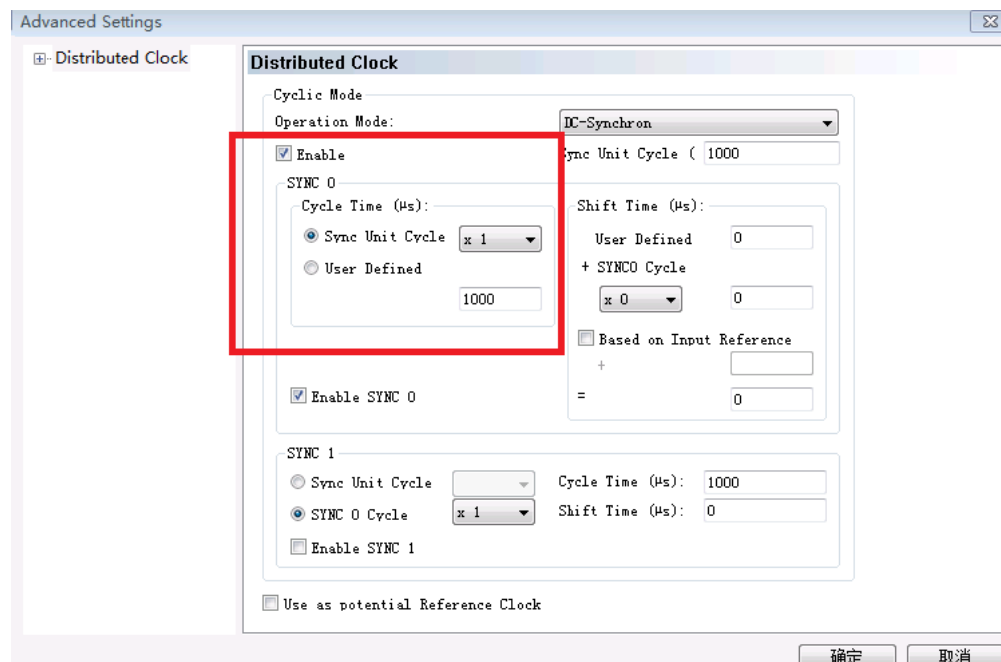 Advanced Settings
Distributed Clock
Distributed Clock
Cyclic Mode
Operation Mode:
DC-Synchron
Enable
Sync Unit Cycle (
1000
SYNC 0
Cycle Time (µs):
Sync Unit Cycle
x 1
User Defined
1000
Shift Time (µs):
User Defined
0
+ SYNC0 Cycle
x 0
0
Based on Input Reference
+
Enable SYNC 0
=
0
SYNC 1
Sync Unit Cycle
Cycle Time (µs):
1000
SYNC 0 Cycle
x 1
Shift Time (µs):
0
Enable SYNC 1
Use as potential Reference Clock
确定
取消